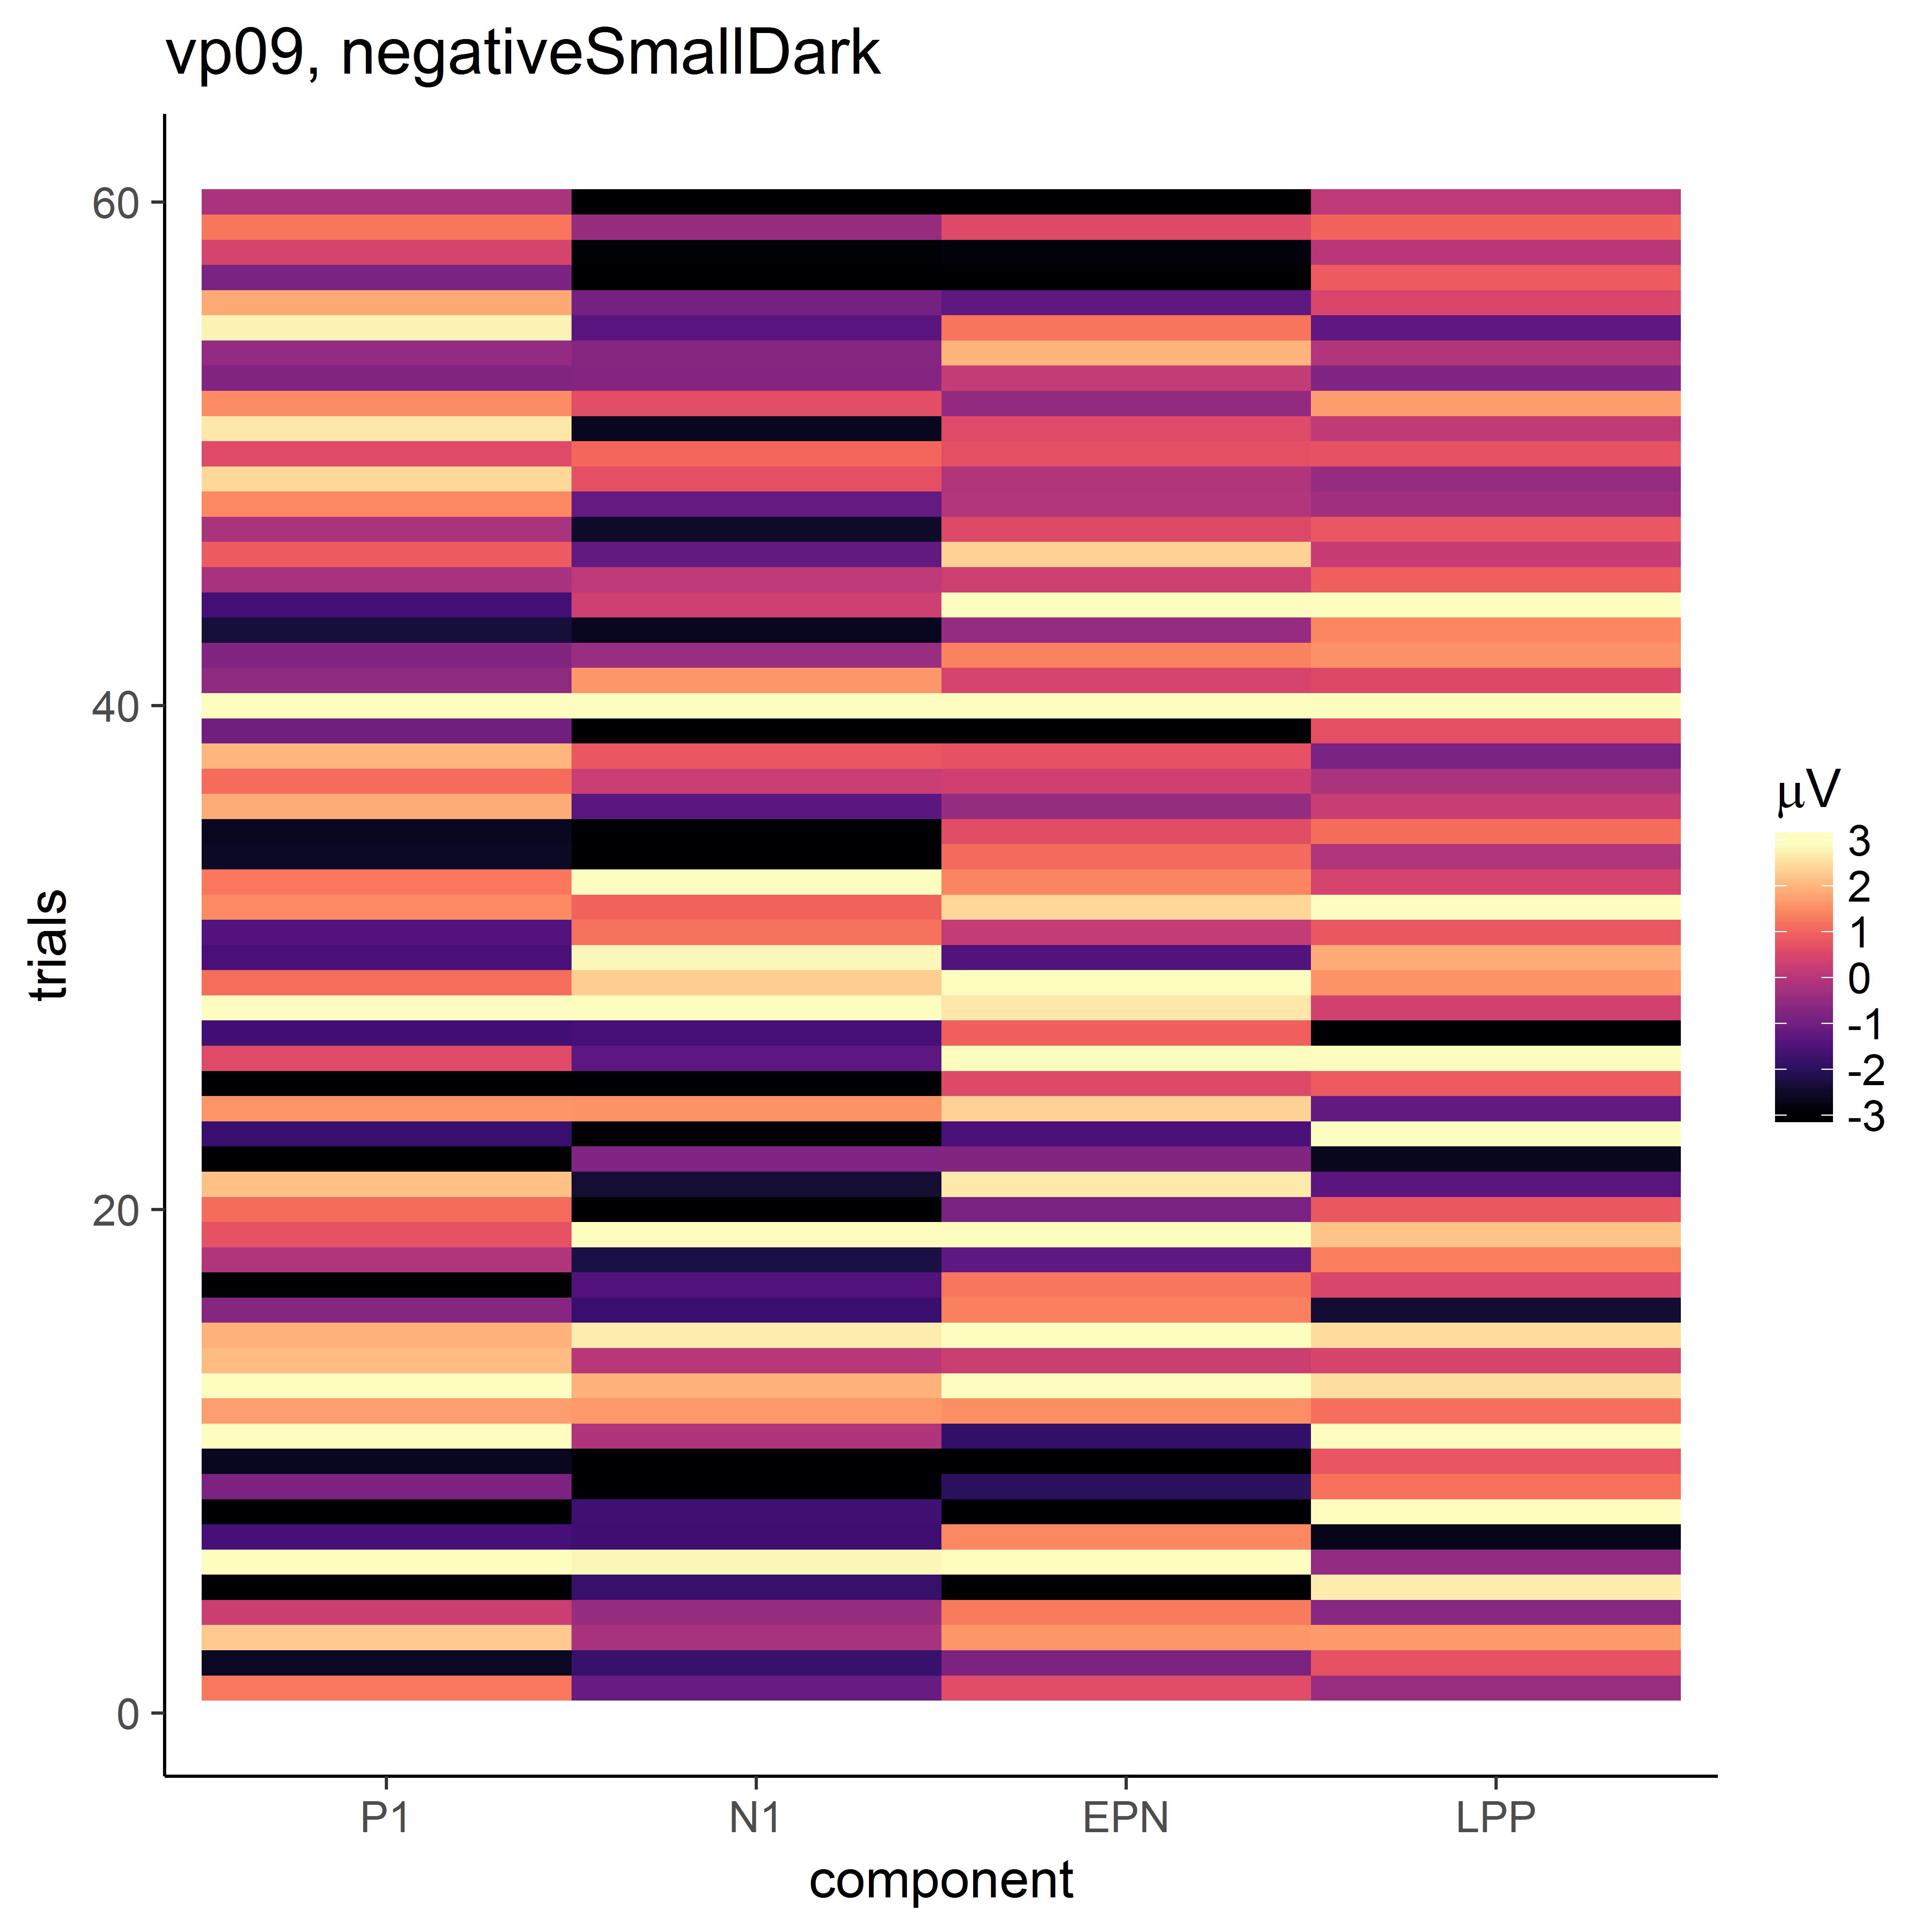 vp09, negativeSmallDark
60
40
20
0
trials
P1 N1 EPN LPP
component
μV
3
2
1
0
-1
-2
-3